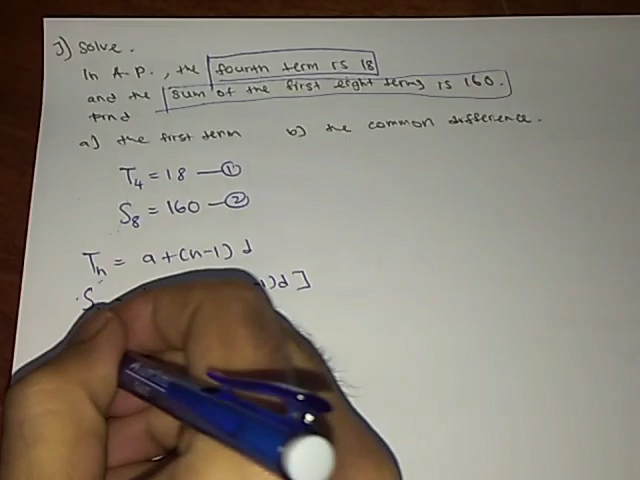 J) Solve.
In A.P., the fourth term is 18
and the sum of the first eight terms is 160.
Find
a) the first term b) the common difference.
T4 = 18 — ①
S8 = 160 — ②
Tn = a+(n-1) d
S 1)d]